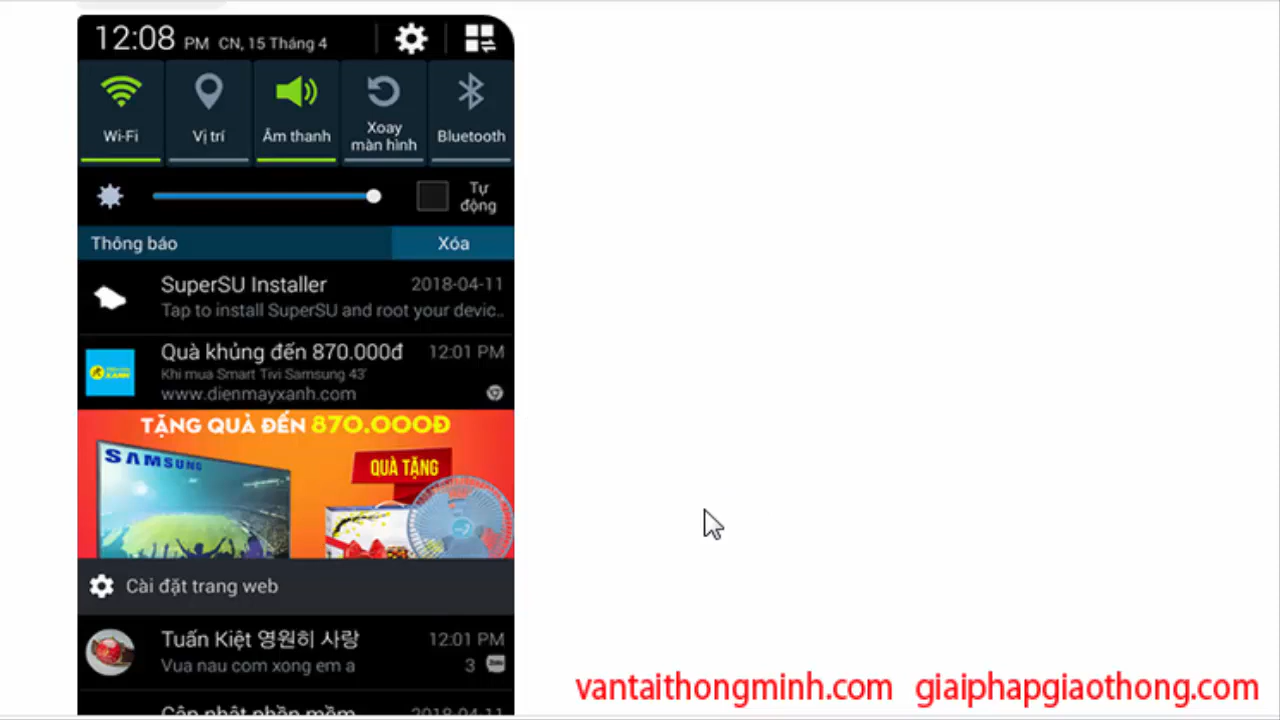 12:08 PM CN, 15 Tháng 4
Wi-Fi
Vị trí
Âm thanh
Xoay
màn hình
Bluetooth
Tự
động
Thông báo
Xóa
SuperSU Installer 2018-04-11
Tap to install SuperSU and root your devic..
Quà khủng đến 870.000đ 12:01 PM
Khi mua Smart Tivi Samsung 43'
www.dienmayxanh.com
TẶNG QUÀ ĐẾN 870.000Đ
SAMSUNG
QUÀ TẶNG
Cài đặt trang web
Tuấn Kiệt 영원히 사랑 12:01 PM
Vua nau com xong em a 3
Cập nhật phần mềm 2018-04-11
vantaithongminh.com giaiphapgiaothong.com